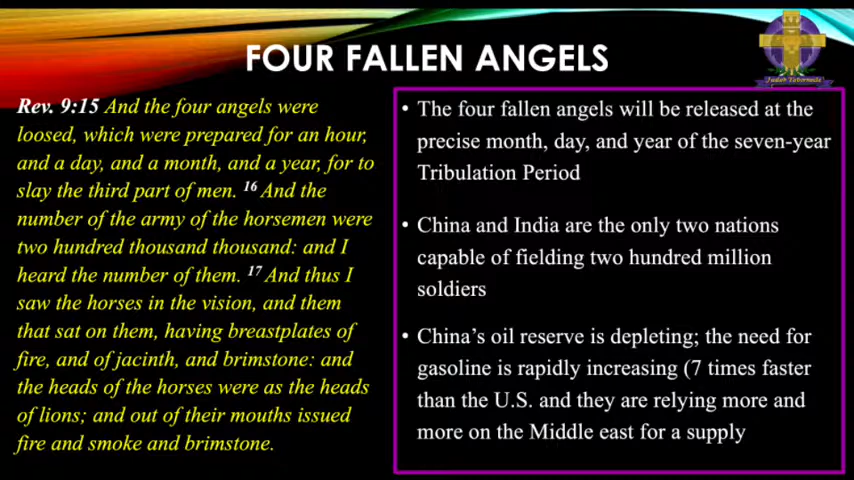 FOUR FALLEN ANGELS
Rev. 9:15 And the four angels were
loosed, which were prepared for an hour,
and a day, and a month, and a year, for to
slay the third part of men. 16 And the
number of the army of the horsemen were
two hundred thousand thousand: and I
heard the number of them. 17 And thus I
saw the horses in the vision, and them
that sat on them, having breastplates of
fire, and of jacinth, and brimstone: and
the heads of the horses were as the heads
of lions; and out of their mouths issued
fire and smoke and brimstone.
• The four fallen angels will be released at the
precise month, day, and year of the seven-year
Tribulation Period
• China and India are the only two nations
capable of fielding two hundred million
soldiers
• China's oil reserve is depleting; the need for
gasoline is rapidly increasing (7 times faster
than the U.S. and they are relying more and
more on the Middle east for a supply